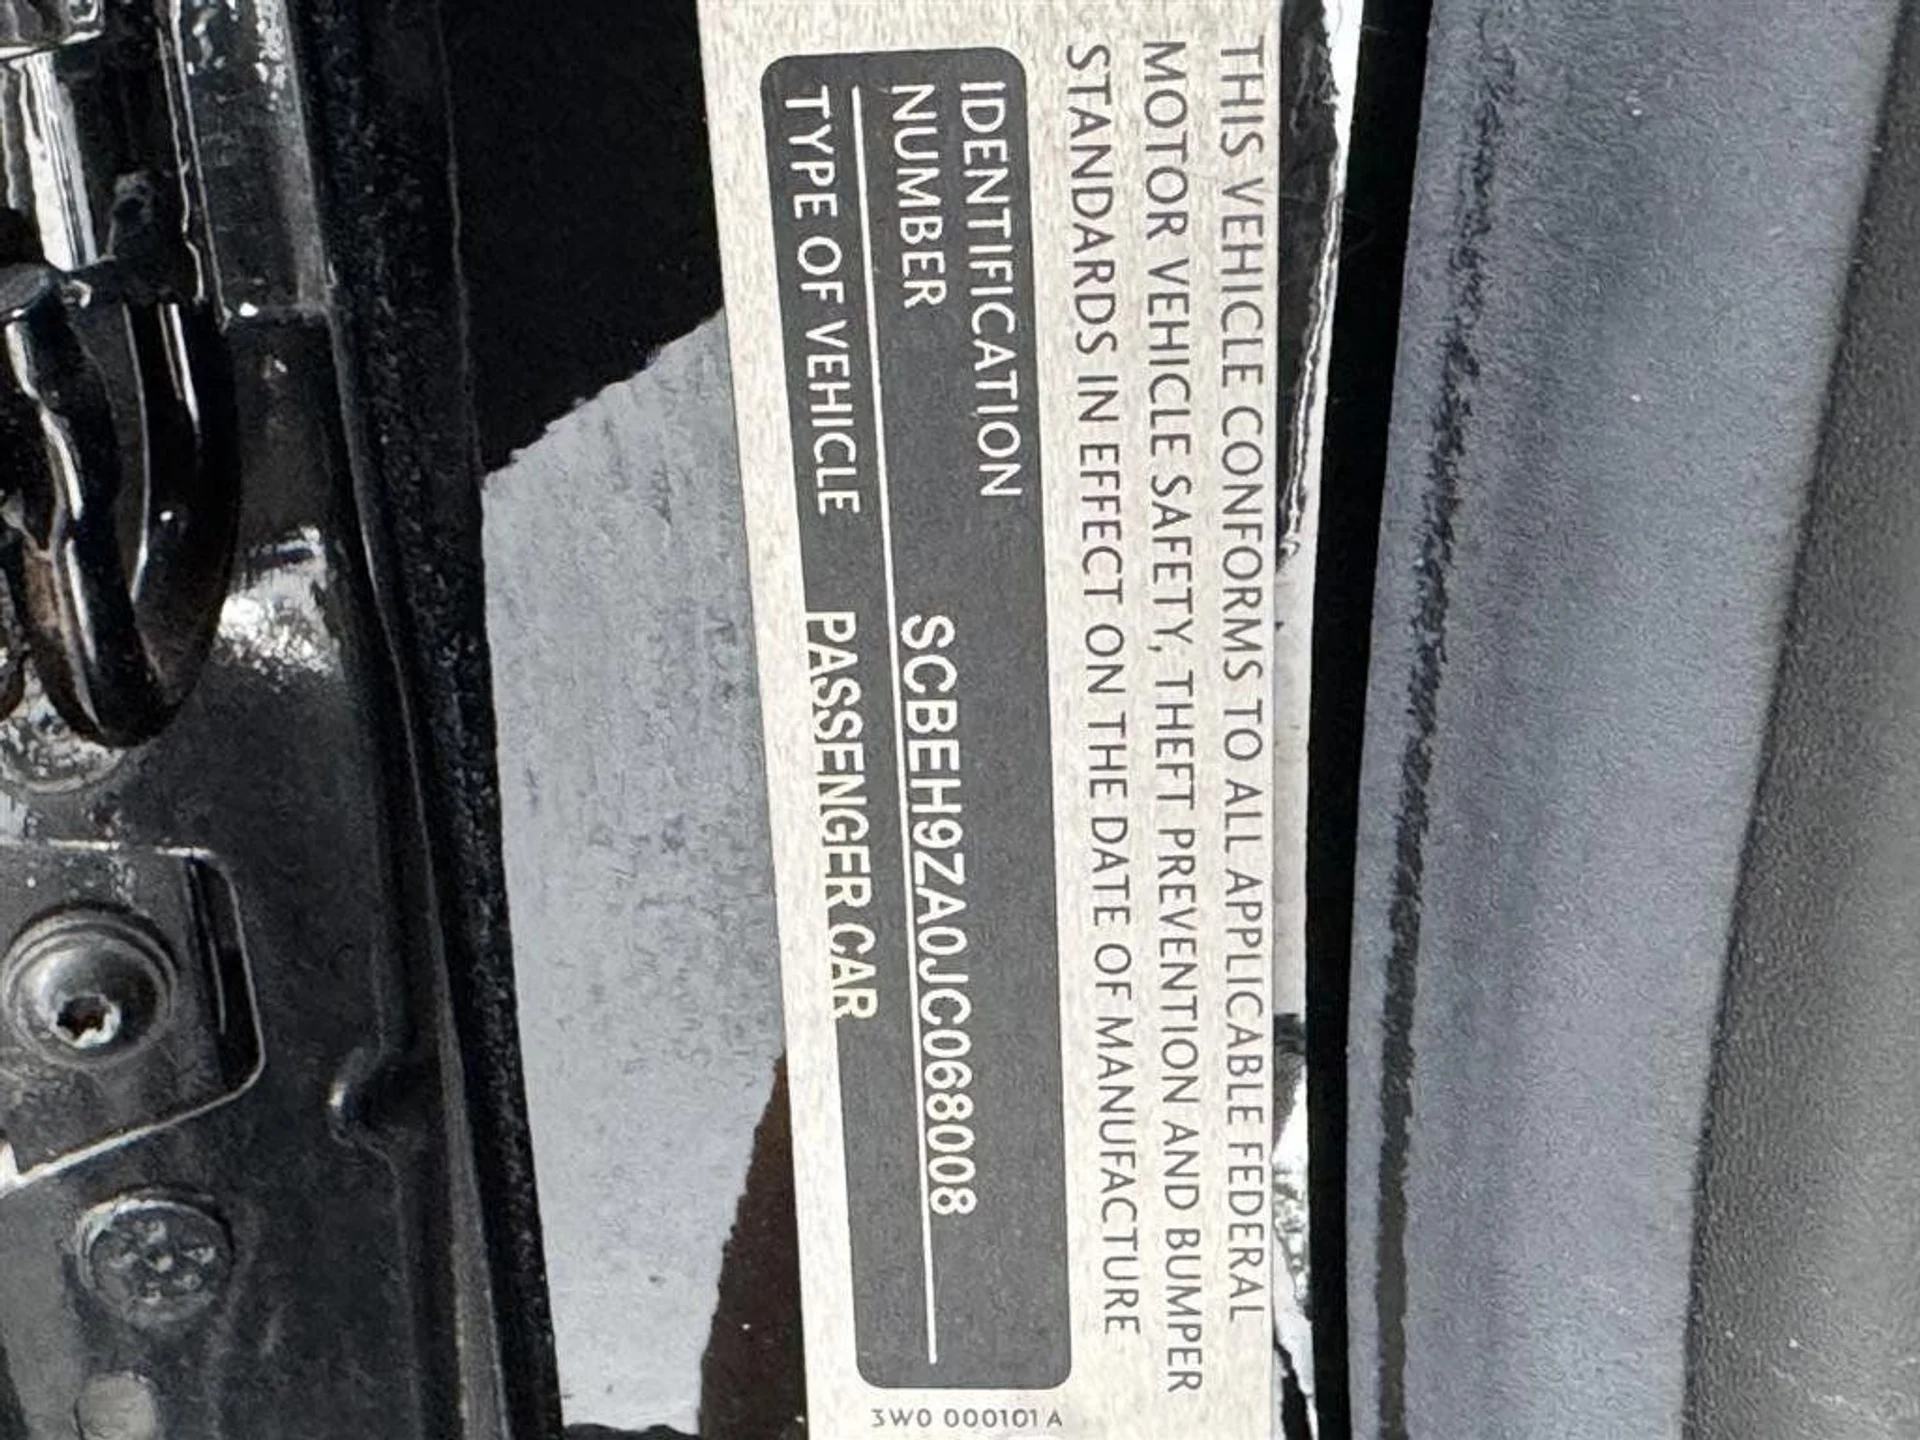 THIS VEHICLE CONFORMS TO ALL APPLICABLE FEDERAL
MOTOR VEHICLE SAFETY, THEFT PREVENTION AND BUMPER
STANDARDS IN EFFECT ON THE DATE OF MANUFACTURE
IDENTIFICATION
NUMBER SCBEH9ZA0JC068008
TYPE OF VEHICLE PASSENGER CAR
3W0 000101 A